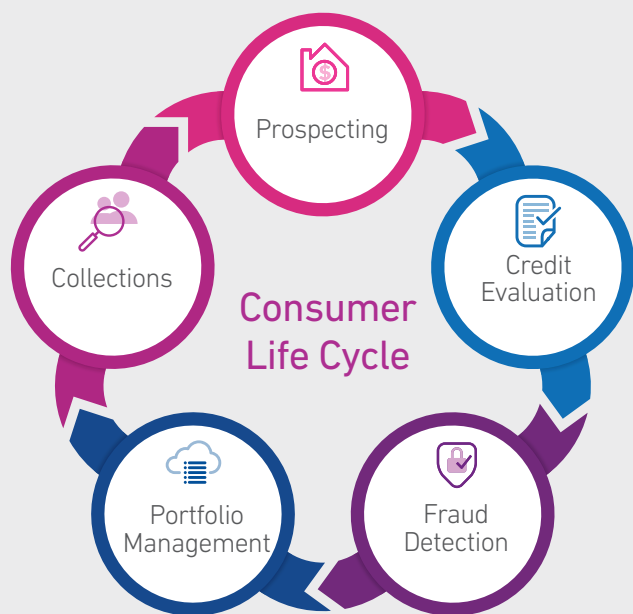 Prospecting
Credit
Evaluation
Fraud
Detection
Portfolio
Management
Collections
Consumer
Life Cycle